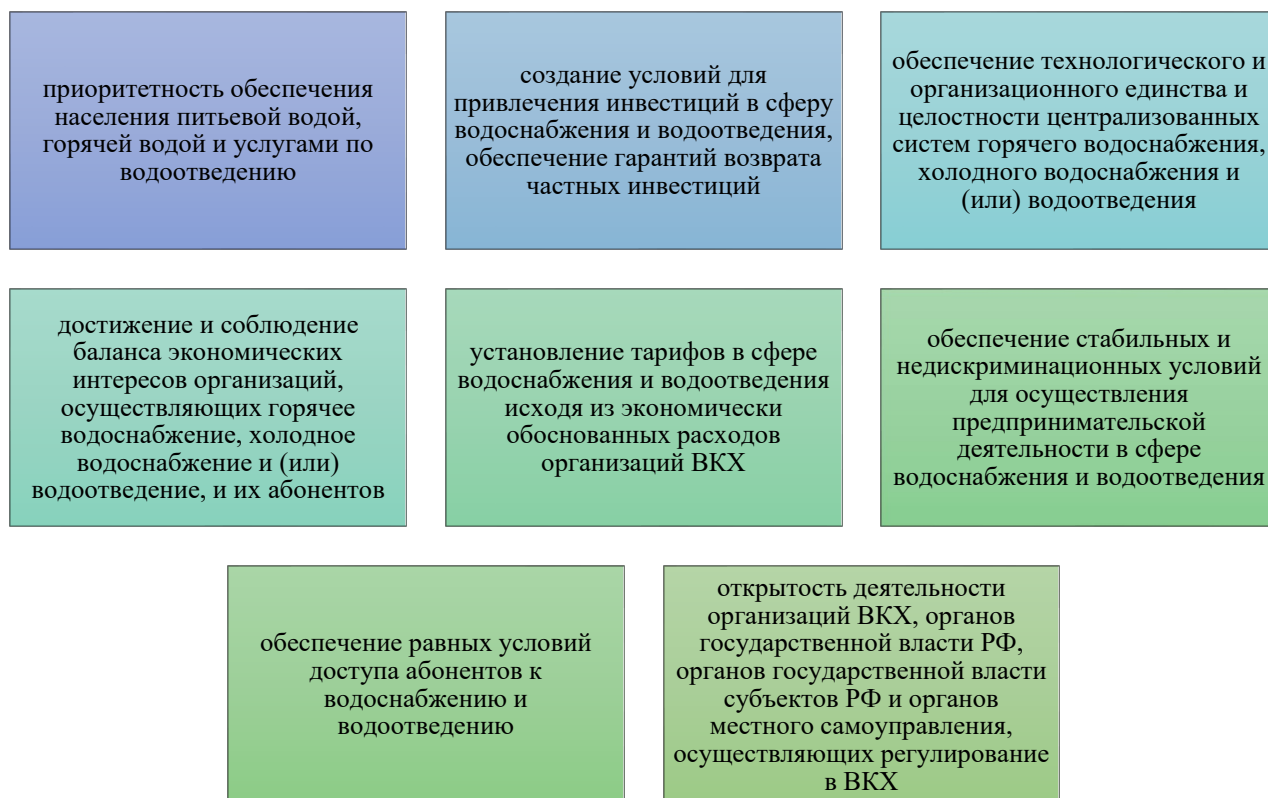 приоритетность обеспечения
населения питьевой водой,
горячей водой и услугами по
водоотведению
создание условий для
привлечения инвестиций в сферу
водоснабжения и водоотведения,
обеспечение гарантий возврата
частных инвестиций
обеспечение технологического и
организационного единства и
целостности централизованных
систем горячего водоснабжения,
холодного водоснабжения и
(или) водоотведения
достижение и соблюдение
баланса экономических
интересов организаций,
осуществляющих горячее
водоснабжение, холодное
водоснабжение и (или)
водоотведение, и их абонентов
установление тарифов в сфере
водоснабжения и водоотведения
исходя из экономически
обоснованных расходов
организаций ВКХ
обеспечение стабильных и
недискриминационных условий
для осуществления
предпринимательской
деятельности в сфере
водоснабжения и водоотведения
обеспечение равных условий
доступа абонентов к
водоснабжению и
водоотведению
открытость деятельности
организаций ВКХ, органов
государственной власти РФ,
органов государственной власти
субъектов РФ и органов
местного самоуправления,
осуществляющих регулирование
в ВКХ